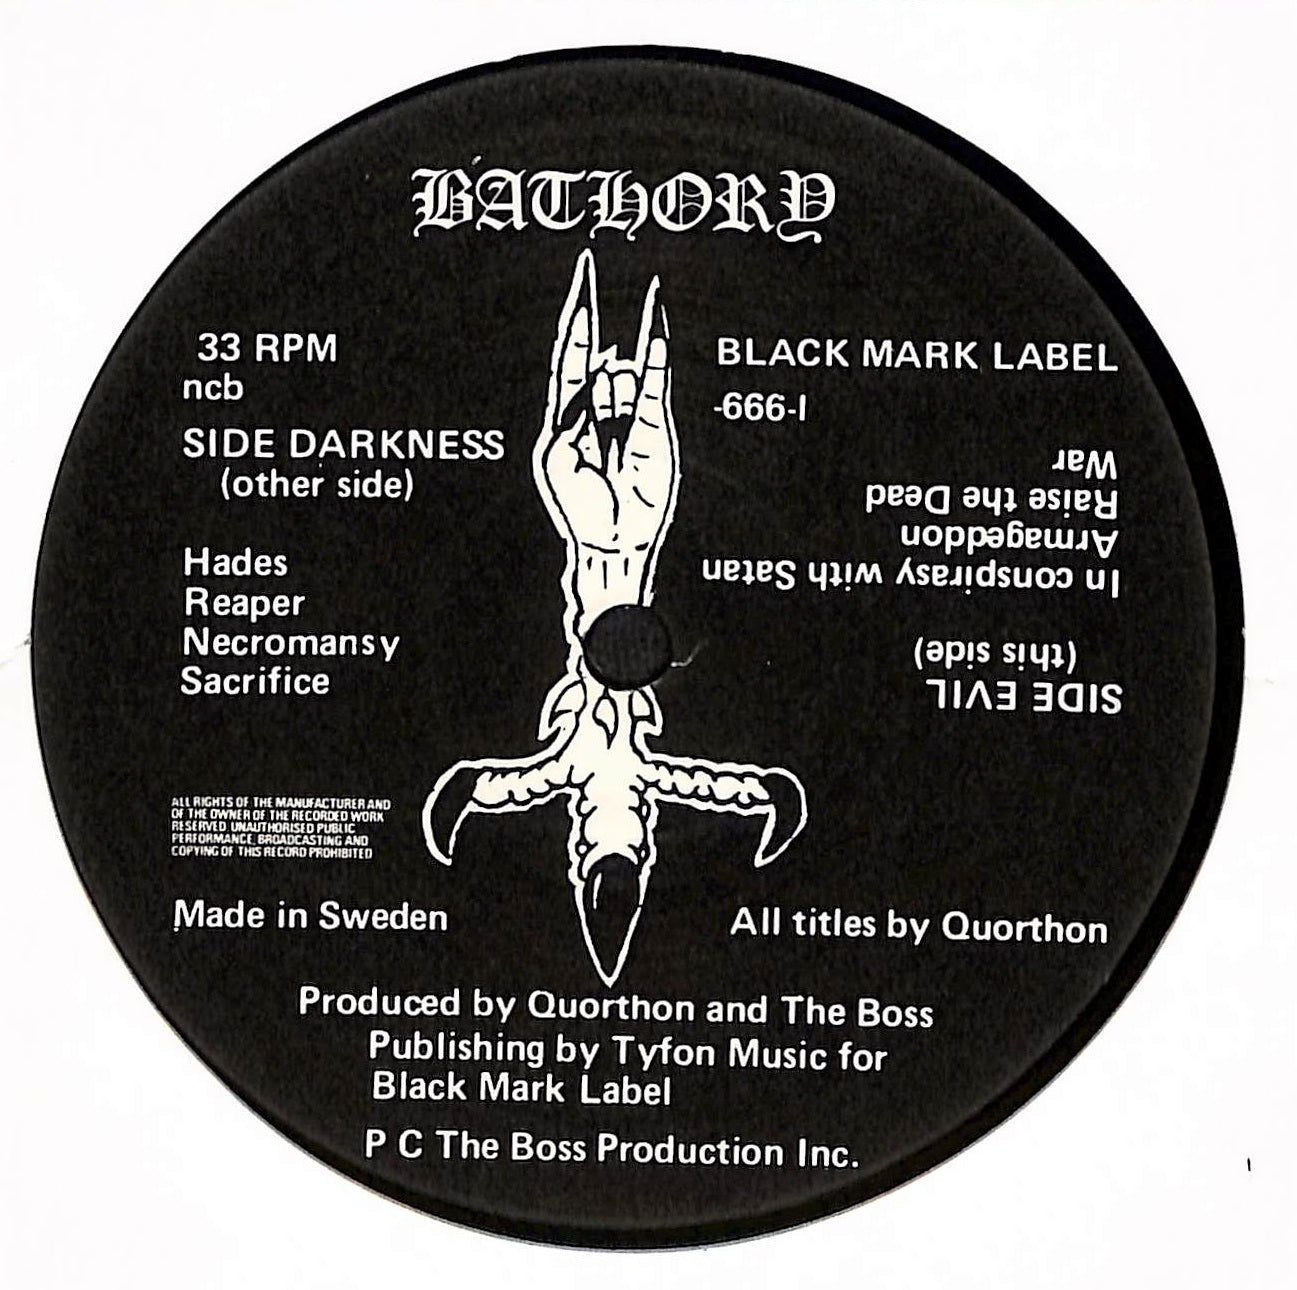 BATHORY
33 RPM
ncb
SIDE DARKNESS
(other side)
Hades
Reaper
Necromansy
Sacrifice
ALL RIGHTS OF THE MANUFACTURER AND
OF THE OWNER OF THE RECORDED WORK
RESERVED UNAUTHORISED PUBLIC
PERFORMANCE, BROADCASTING AND
COPYING OF THIS RECORD PROHIBITED
Made in Sweden
BLACK MARK LABEL
-666-I
SIDE EVIL
(this side)
In conspirasy with Satan
Armageddon
Raise the Dead
War
All titles by Quorthon
Produced by Quorthon and The Boss
Publishing by Tyfon Music for
Black Mark Label
P C The Boss Production Inc.